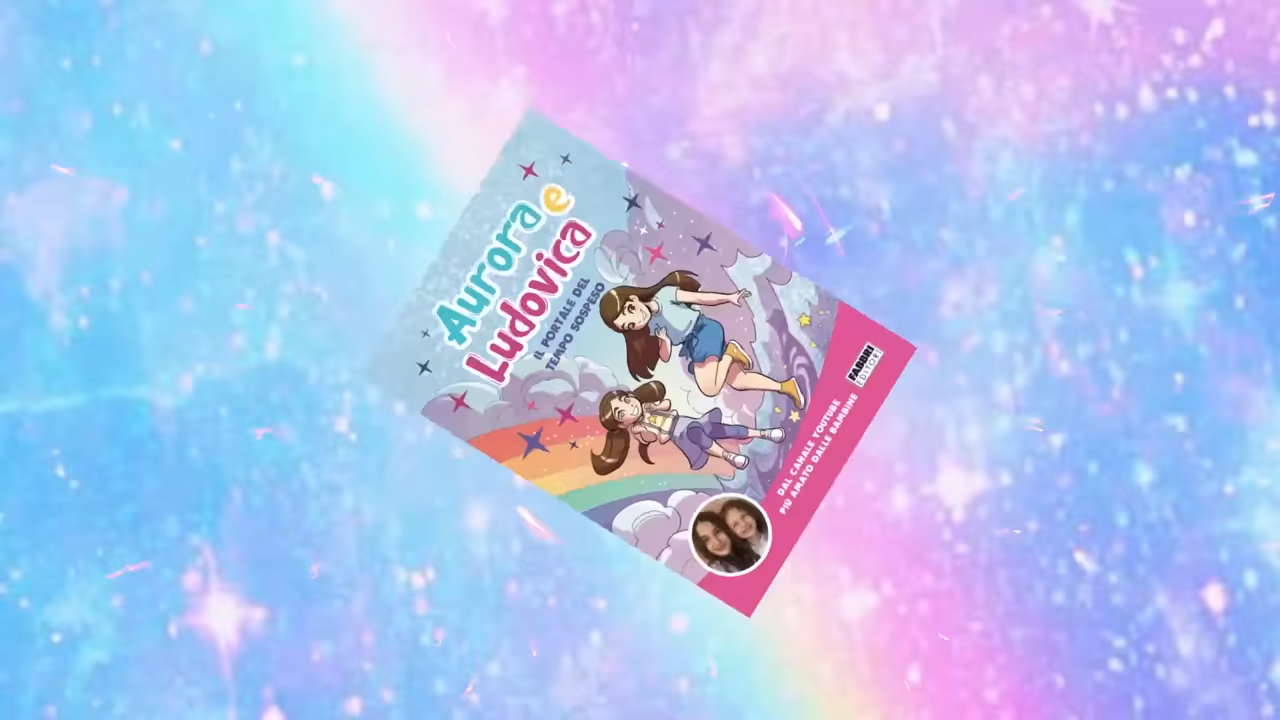 Aurora e
Ludovica
IL PORTALE DEL
TEMPO SOSPESO
DAL CANALE YOUTUBE
PIÙ AMATO DALLE BAMBINE
FABBRI
EDITORI